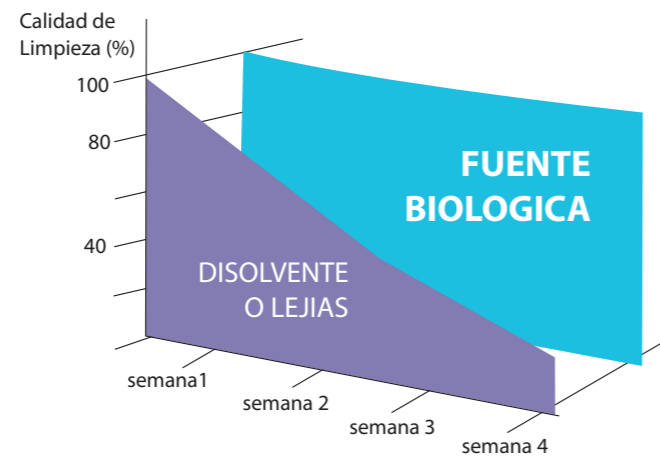 Calidad de
Limpieza (%)
100
80
40
FUENTE
BIOLOGICA
DISOLVENTE
O LEJIAS
semana1
semana 2
semana 3
semana 4